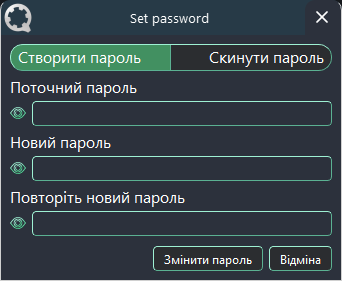 Set password
Створити пароль Скинути пароль
Поточний пароль
Новий пароль
Повторіть новий пароль
Змінити пароль Відміна